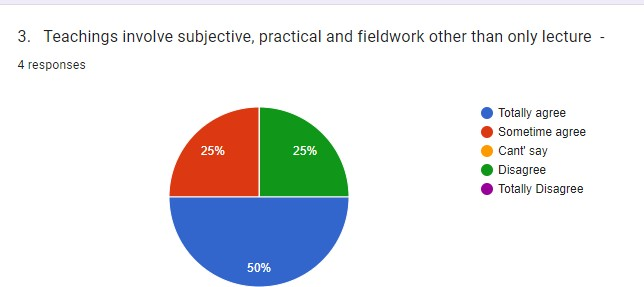 3. Teachings involve subjective, practical and fieldwork other than only lecture -
4 responses
25%
25%
50%
Totally agree
Sometime agree
Cant' say
Disagree
Totally Disagree